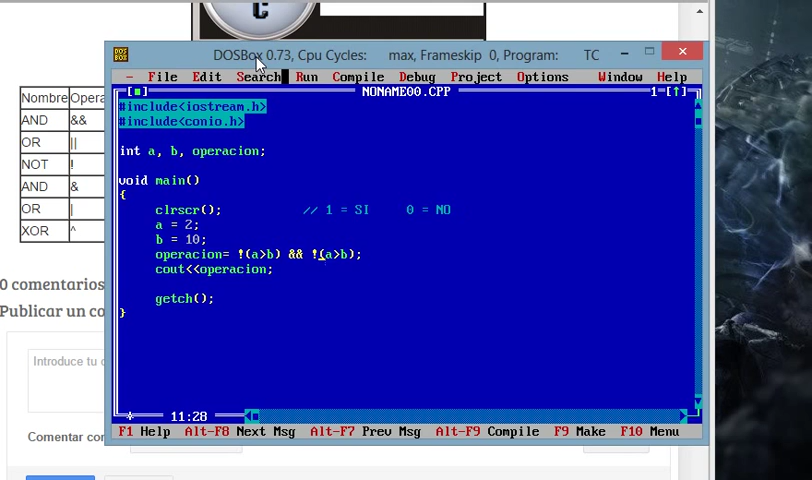 C
DOSBox 0.73, Cpu Cycles: max, Frameskip 0, Program: TC
File Edit Search Run Compile Debug Project Options Window Help
NONAME00.CPP 1
#include<iostream.h>
#include<conio.h>
int a, b, operacion;
void main()
{
clrscr(); // 1 = SI 0 = NO
a = 2;
b = 10;
operacion= !(a>b) && !(a>b);
cout<<operacion;
getch();
}
11:28
F1 Help Alt-F8 Next Msg Alt-F7 Prev Msg Alt-F9 Compile F9 Make F10 Menu
Nombre Opera
AND &&
OR ||
NOT !
AND &
OR |
XOR ^
0 comentarios
Publicar un co
Introduce tu c
Comentar con